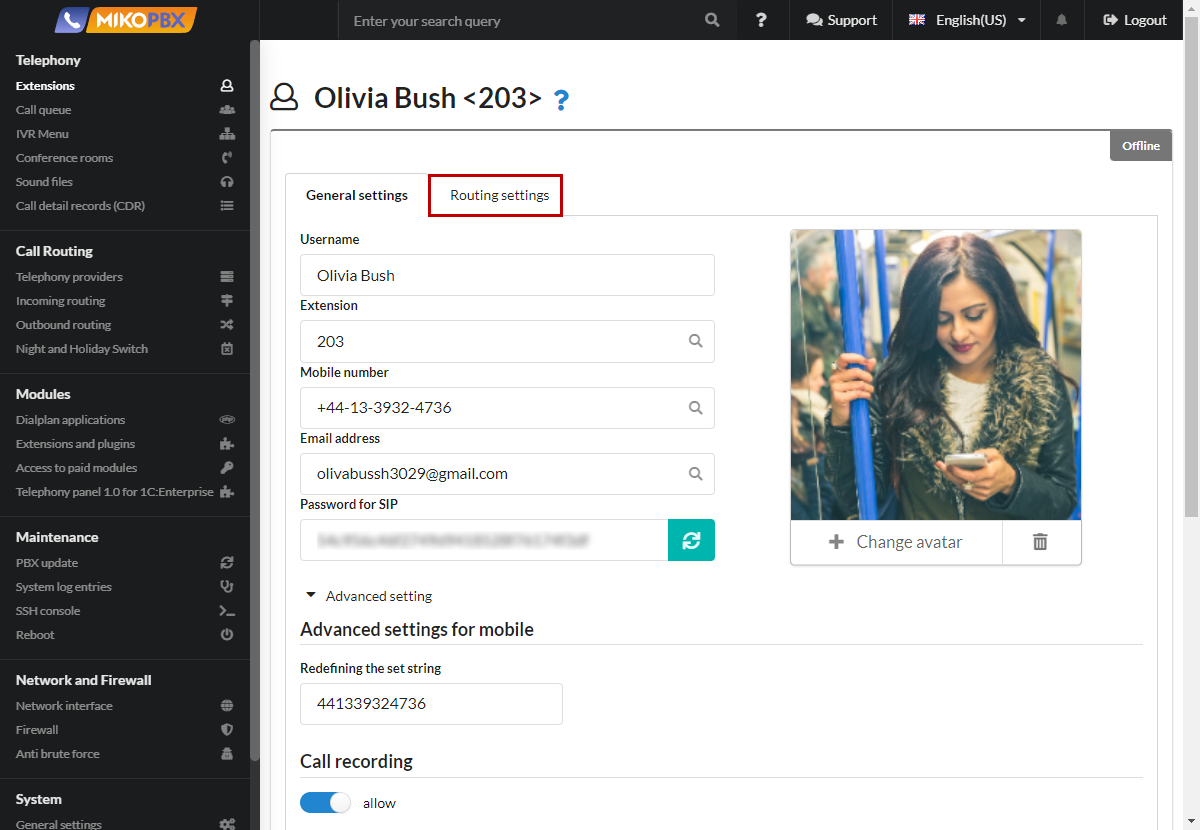 MIKOPBX
Enter your search query
?
Support
English(US)
Logout
Telephony
Extensions
Call queue
IVR Menu
Conference rooms
Sound files
Call detail records (CDR)
Call Routing
Telephony providers
Incoming routing
Outbound routing
Night and Holiday Switch
Modules
Dialplan applications
Extensions and plugins
Access to paid modules
Telephony panel 1.0 for 1C:Enterprise
Maintenance
PBX update
System log entries
SSH console
Reboot
Network and Firewall
Network interface
Firewall
Anti brute force
System
General settings
Olivia Bush <203> ?
Offline
General settings
Routing settings
Username
Olivia Bush
Extension
203
Mobile number
+44-13-3932-4736
Email address
olivabussh3029@gmail.com
Password for SIP
Change avatar
Advanced setting
Advanced settings for mobile
Redefining the set string
441339324736
Call recording
allow